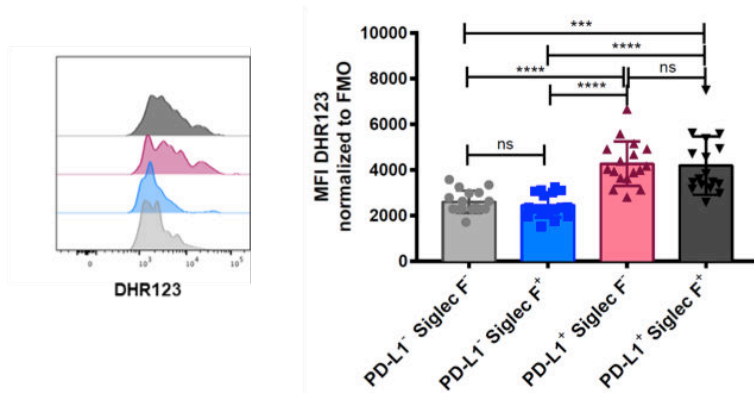 0 10³ 10⁴ 10⁵
DHR123
MFI DHR123
normalized to FMO
10000
8000
6000
4000
2000
0
***
****
**** ns
****
ns
PD-L1⁻ Siglec F⁻
PD-L1⁻ Siglec F⁺
PD-L1⁺ Siglec F⁻
PD-L1⁺ Siglec F⁺